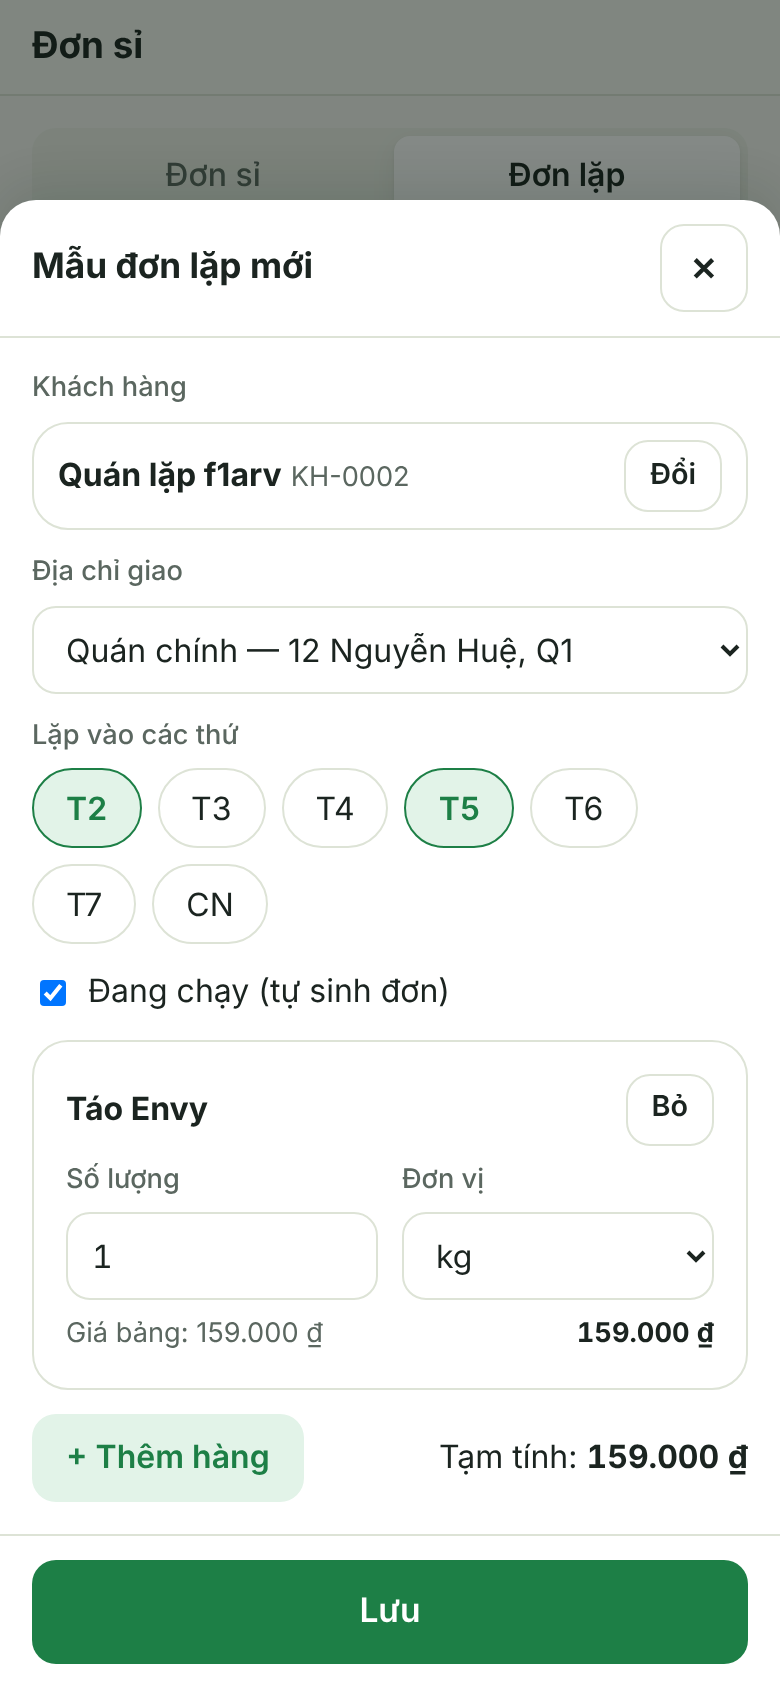 Đơn sỉ
Đơn sỉ Đơn lặp
Mẫu đơn lặp mới ×
Khách hàng
Quán lặp f1arv KH-0002 Đổi
Địa chỉ giao
Quán chính — 12 Nguyễn Huệ, Q1
Lặp vào các thứ
T2 T3 T4 T5 T6
T7 CN
Đang chạy (tự sinh đơn)
Táo Envy Bỏ
Số lượng Đơn vị
1 kg
Giá bảng: 159.000 ₫ 159.000 ₫
+ Thêm hàng Tạm tính: 159.000 ₫
Lưu